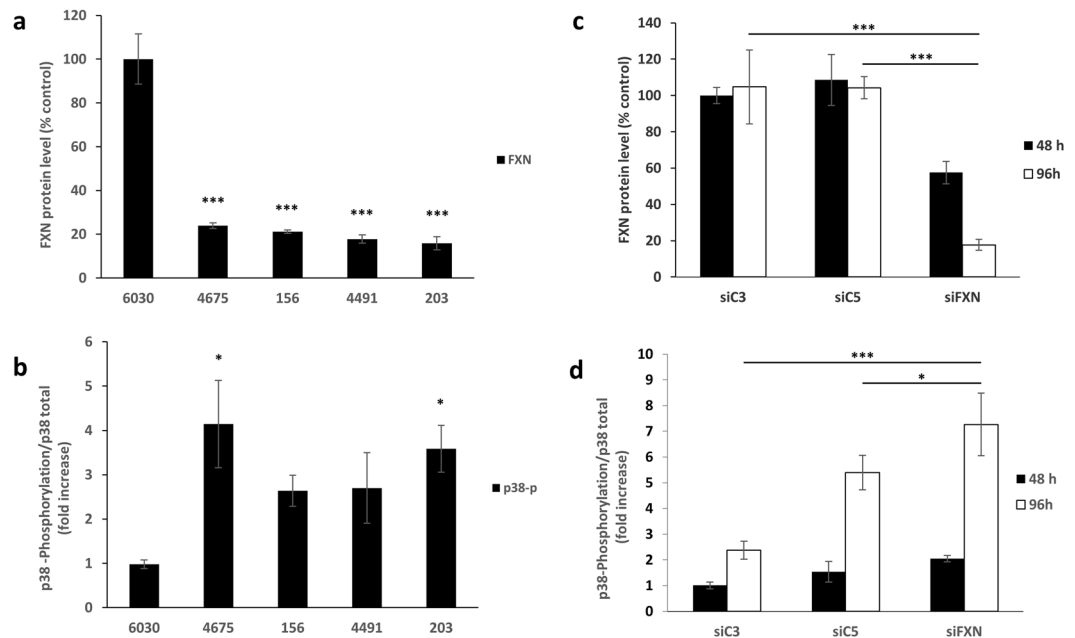 a
FXN protein level (% control)
120
100
80
60
40
20
0
***
***
***
***
6030
4675
156
4491
203
FXN
b
p38 -Phosphorylation/p38 total
(fold increase)
6
5
4
3
2
1
0
*
*
6030
4675
156
4491
203
p38-p
c
FXN protein level (% control)
140
120
100
80
60
40
20
0
***
***
siC3
siC5
siFXN
48 h
96h
d
p38-Phosphorylation/p38 total
(fold increase)
10
9
8
7
6
5
4
3
2
1
0
***
*
siC3
siC5
siFXN
48 h
96h